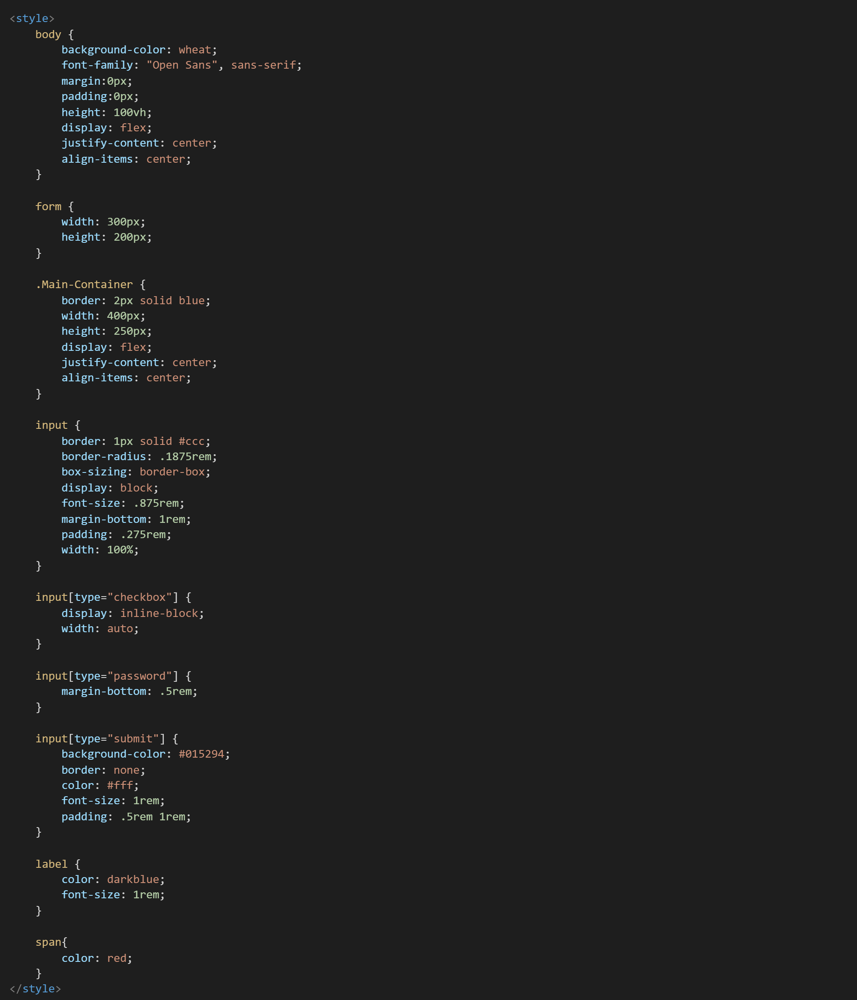 <style>
    body {
        background-color: wheat;
        font-family: "Open Sans", sans-serif;
        margin:0px;
        padding:0px;
        height: 100vh;
        display: flex;
        justify-content: center;
        align-items: center;
    }

    form {
        width: 300px;
        height: 200px;
    }

    .Main-Container {
        border: 2px solid blue;
        width: 400px;
        height: 250px;
        display: flex;
        justify-content: center;
        align-items: center;
    }

    input {
        border: 1px solid #ccc;
        border-radius: .1875rem;
        box-sizing: border-box;
        display: block;
        font-size: .875rem;
        margin-bottom: 1rem;
        padding: .275rem;
        width: 100%;
    }

    input[type="checkbox"] {
        display: inline-block;
        width: auto;
    }

    input[type="password"] {
        margin-bottom: .5rem;
    }

    input[type="submit"] {
        background-color: #015294;
        border: none;
        color: #fff;
        font-size: 1rem;
        padding: .5rem 1rem;
    }

    label {
        color: darkblue;
        font-size: 1rem;
    }

    span{
        color: red;
    }
</style>